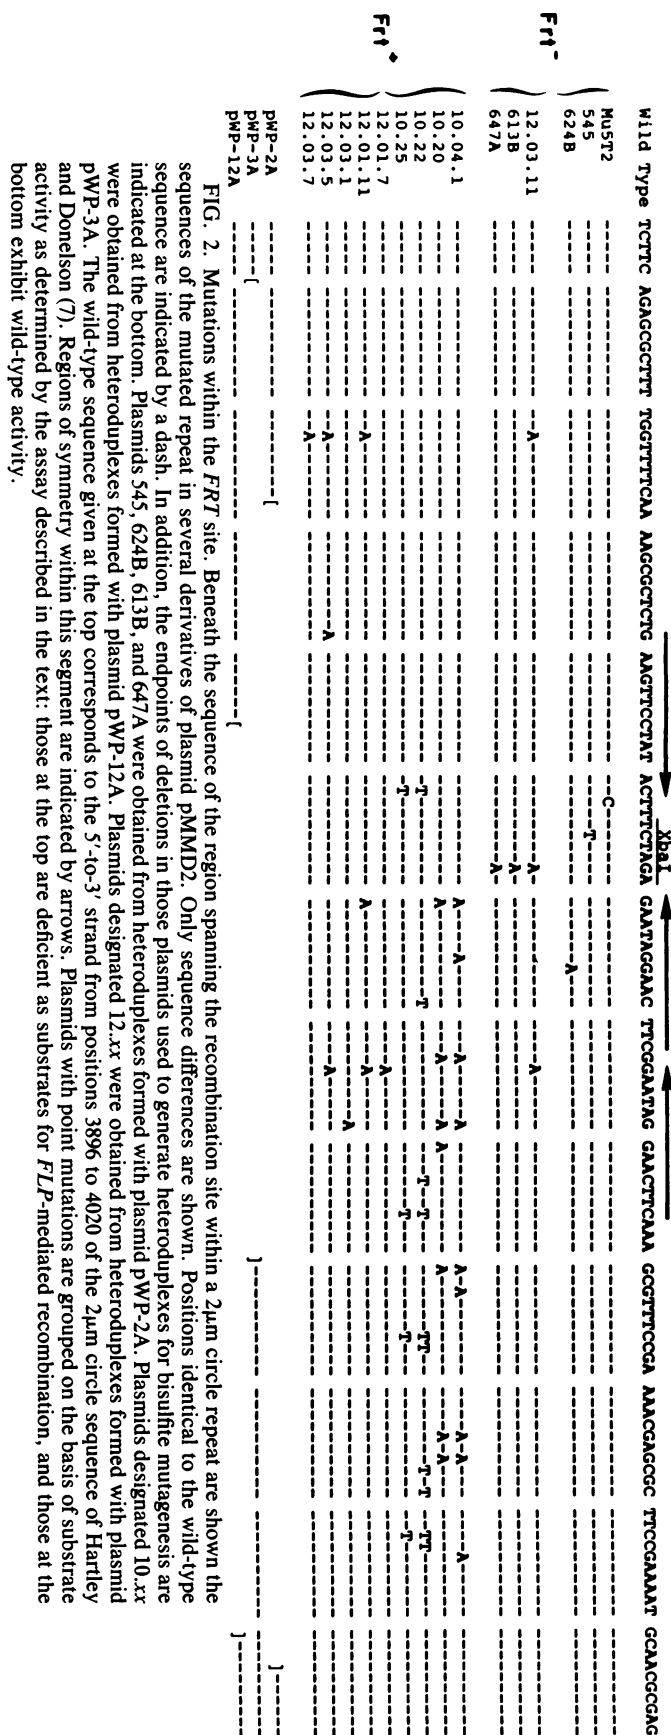 XbaI
Wild Type TCTTC AGAGCGCTTT TGGTTTTCAA AAGCGCTCTG AAGTTCCTAT ACTTTCTAGA GAATAGGAAC TTCGGAATAG GAACTTCAAA GCGTTTCCGA AAACGAGCGC TTCCGAAAAT GCAACGCGAG
Frt⁻
Mu5T2 ----- ---------- ---------- ---------- ---------- --C------- ---------- ---------- ---------- ---------- ---------- ---------- ----------
545 ----- ---------- ---------- ---------- ---------- -----T---- ---------- ---------- ---------- ---------- ---------- ---------- ----------
624B ----- ---------- ---------- ---------- ---------- ---------- ------A--- ---------- ---------- ---------- ---------- ---------- ----------
12.03.11 ----- ---------- --A------- ---------- ---------- --------A- ---------- ----A----- ---------- ---------- ---------- ---------- ----------
613B ----- ---------- ---------- ---------- ---------- --------A- ---------- ---------- ---------- ---------- ---------- ---------- ----------
647A ----- ---------- ---------- ---------- ---------- --------A- ---------- ---------- ---------- ---------- ---------- ---------- ----------
Frt⁺
10.04.1 ----- ---------- ---------- ---------- ---------- ---------- A----A---- ---A-----A ---------- A-A------- ----A-A--- ----A----- ----------
10.20 ----- ---------- ---------- ---------- ---------- ---------- A--------- ---A-----A A--------- A--------- ----A-A--- ---------- ----------
10.22 ----- ---------- ---------- ---------- ---------- -T-------- ---------T ---------- ---T--T--- ------TT-- -------T-T --TT------ ----------
10.25 ----- ---------- ---------- ---------- ---------- -T-------- ---------- ---------- ------T--- ------T--- ---------- --T------- ----------
12.01.7 ----- ---------- ---------- ---------- ---------- ---------- ---------- ----A----- ---------- ---------- ---------- ---------- ----------
12.01.11 ----- ---------- --A------- ---------- ---------- ---------- A--------- ----A----- ---------- ---------- ---------- ---------- ----------
12.03.1 ----- ---------- ---------- ---------- ---------- ---------- ---------- ---------A ---------- ---------- ---------- ---------- ----------
12.03.5 ----- ---------- --A------- ---------A ---------- ---------- ---------- ----A----- ---------- ---------- ---------- ---------- ----------
12.03.7 ----- ---------- --A------- ---------- ---------- ---------- ---------- ---------- ---------- ---------- ---------- ---------- ----------
pWP-2A ----- ---------- --------[ ]------
pWP-3A -----[ ]--------- ---------- ---------- ----------
pWP-12A ----- ---------- ---------- ---------- ------[ ]---------
FIG. 2. Mutations within the FRT site. Beneath the sequence of the region spanning the recombination site within a 2μm circle repeat are shown the
sequences of the mutated repeat in several derivatives of plasmid pMMD2. Only sequence differences are shown. Positions identical to the wild-type
sequence are indicated by a dash. In addition, the endpoints of deletions in those plasmids used to generate heteroduplexes for bisulfite mutagenesis are
indicated at the bottom. Plasmids 545, 624B, 613B, and 647A were obtained from heteroduplexes formed with plasmid pWP-2A. Plasmids designated 10.xx
were obtained from heteroduplexes formed with plasmid pWP-12A. Plasmids designated 12.xx were obtained from heteroduplexes formed with plasmid
pWP-3A. The wild-type sequence given at the top corresponds to the 5'-to-3' strand from positions 3896 to 4020 of the 2μm circle sequence of Hartley
and Donelson (7). Regions of symmetry within this segment are indicated by arrows. Plasmids with point mutations are grouped on the basis of substrate
activity as determined by the assay described in the text: those at the top are deficient as substrates for FLP-mediated recombination, and those at the
bottom exhibit wild-type activity.